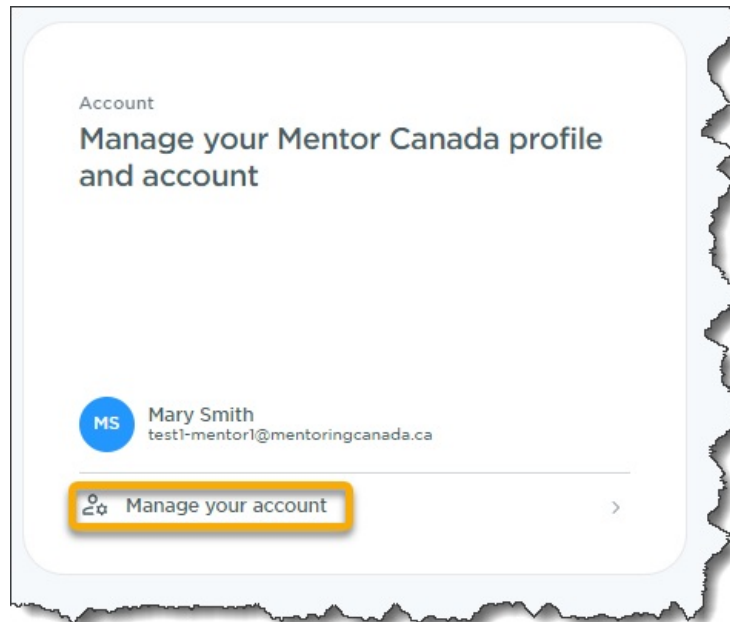 Account
Manage your Mentor Canada profile
and account
MS
Mary Smith
test1-mentor1@mentoringcanada.ca
Manage your account